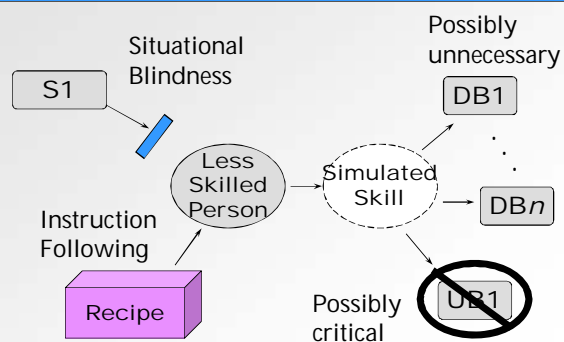 Situational
Blindness
Possibly
unnecessary
S1
DB1
Less
Skilled
Person
Simulated
Skill
DBn
Instruction
Following
Recipe
Possibly
critical
UB1